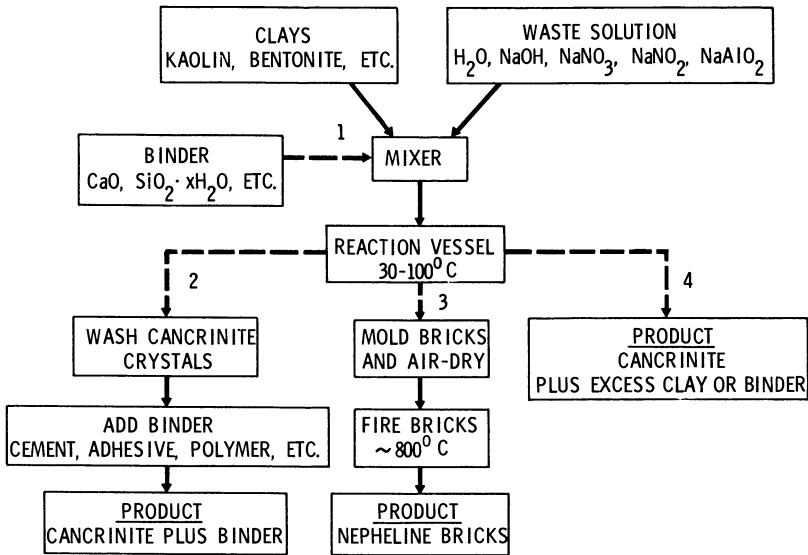 CLAYS
KAOLIN, BENTONITE, ETC.
WASTE SOLUTION
H₂O, NaOH, NaNO₃, NaNO₂, NaAlO₂
1
BINDER
CaO, SiO₂· xH₂O, ETC.
MIXER
REACTION VESSEL
30-100⁰ C
2
3
4
WASH CANCRINITE
CRYSTALS
MOLD BRICKS
AND AIR-DRY
PRODUCT
CANCRINITE
PLUS EXCESS CLAY OR BINDER
ADD BINDER
CEMENT, ADHESIVE, POLYMER, ETC.
FIRE BRICKS
~800⁰ C
PRODUCT
CANCRINITE PLUS BINDER
PRODUCT
NEPHELINE BRICKS